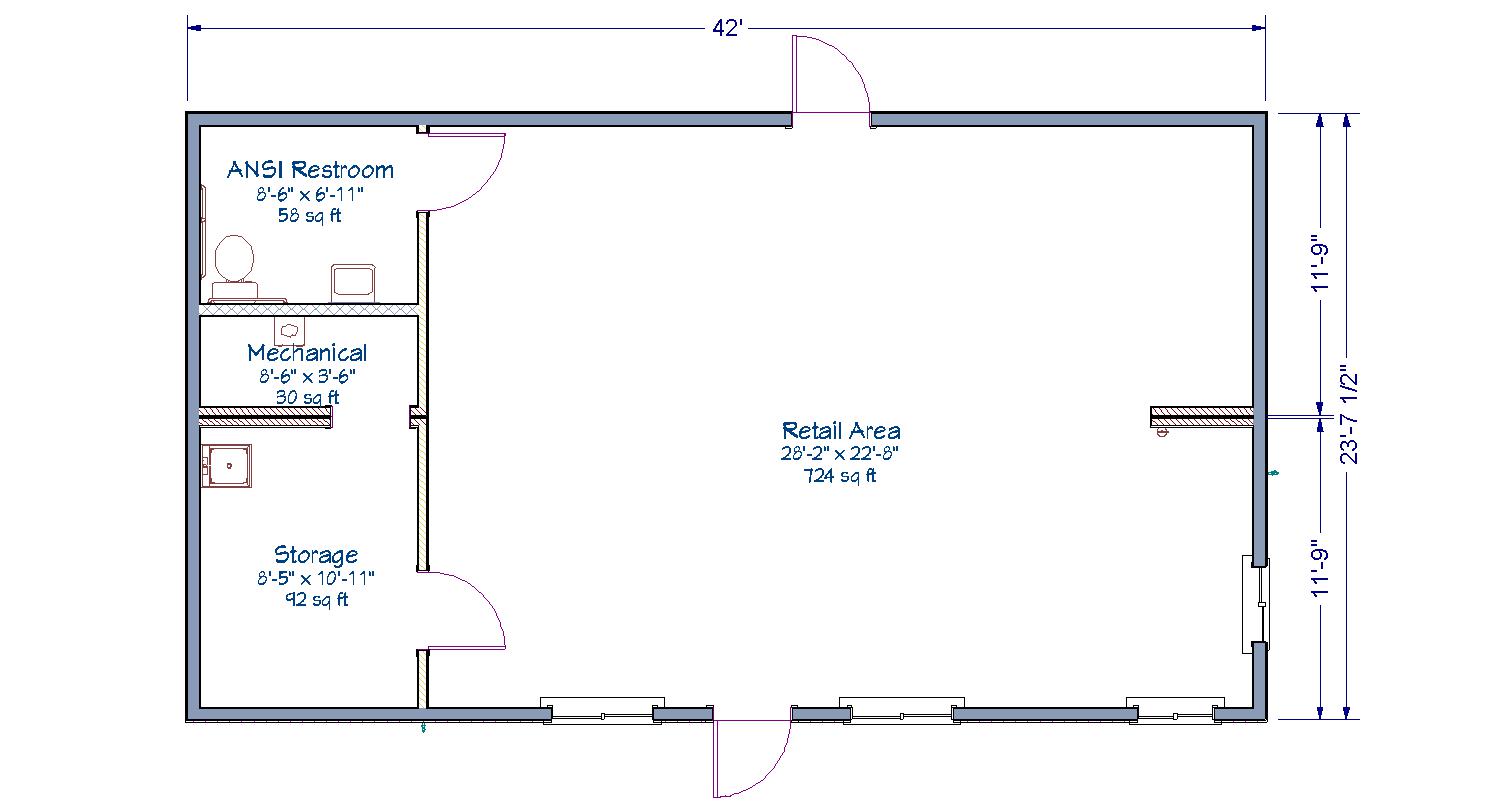 42'
ANSI Restroom
8'-6" x 6'-11"
58 sq ft
11'-9"
Mechanical
8'-6" x 3'-6"
30 sq ft
23'-7 1/2"
Retail Area
28'-2" x 22'-8"
724 sq ft
Storage
8'-5" x 10'-11"
92 sq ft
11'-9"